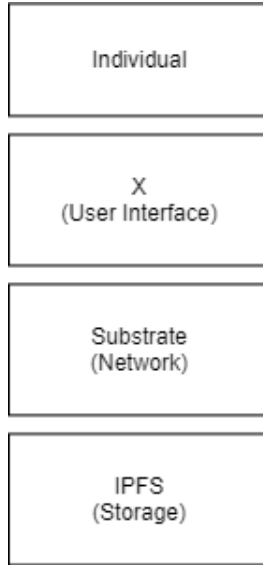 Individual
X
(User Interface)
Substrate
(Network)
IPFS
(Storage)